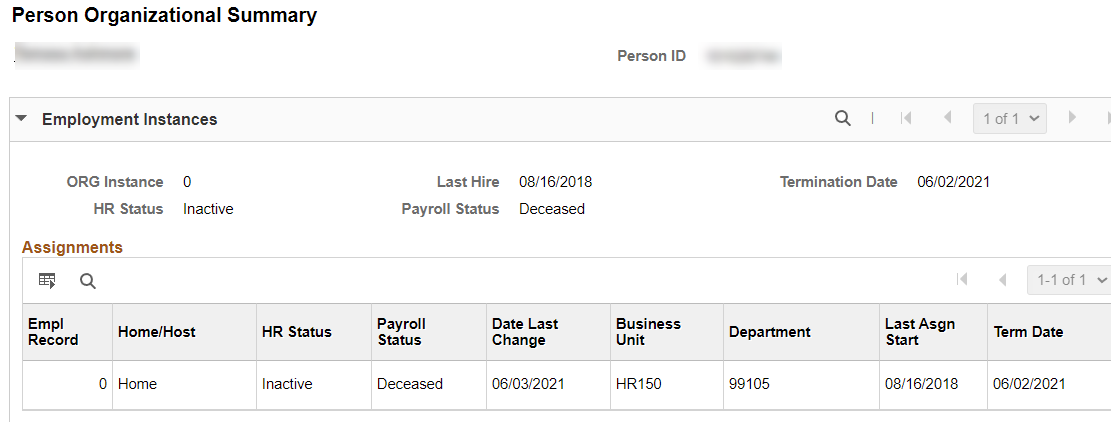 Person Organizational Summary
Person ID
Employment Instances
1 of 1
ORG Instance 0 Last Hire 08/16/2018 Termination Date 06/02/2021
HR Status Inactive Payroll Status Deceased
Assignments
1-1 of 1
Empl Record Home/Host HR Status Payroll Status Date Last Change Business Unit Department Last Asgn Start Term Date
0 Home Inactive Deceased 06/03/2021 HR150 99105 08/16/2018 06/02/2021